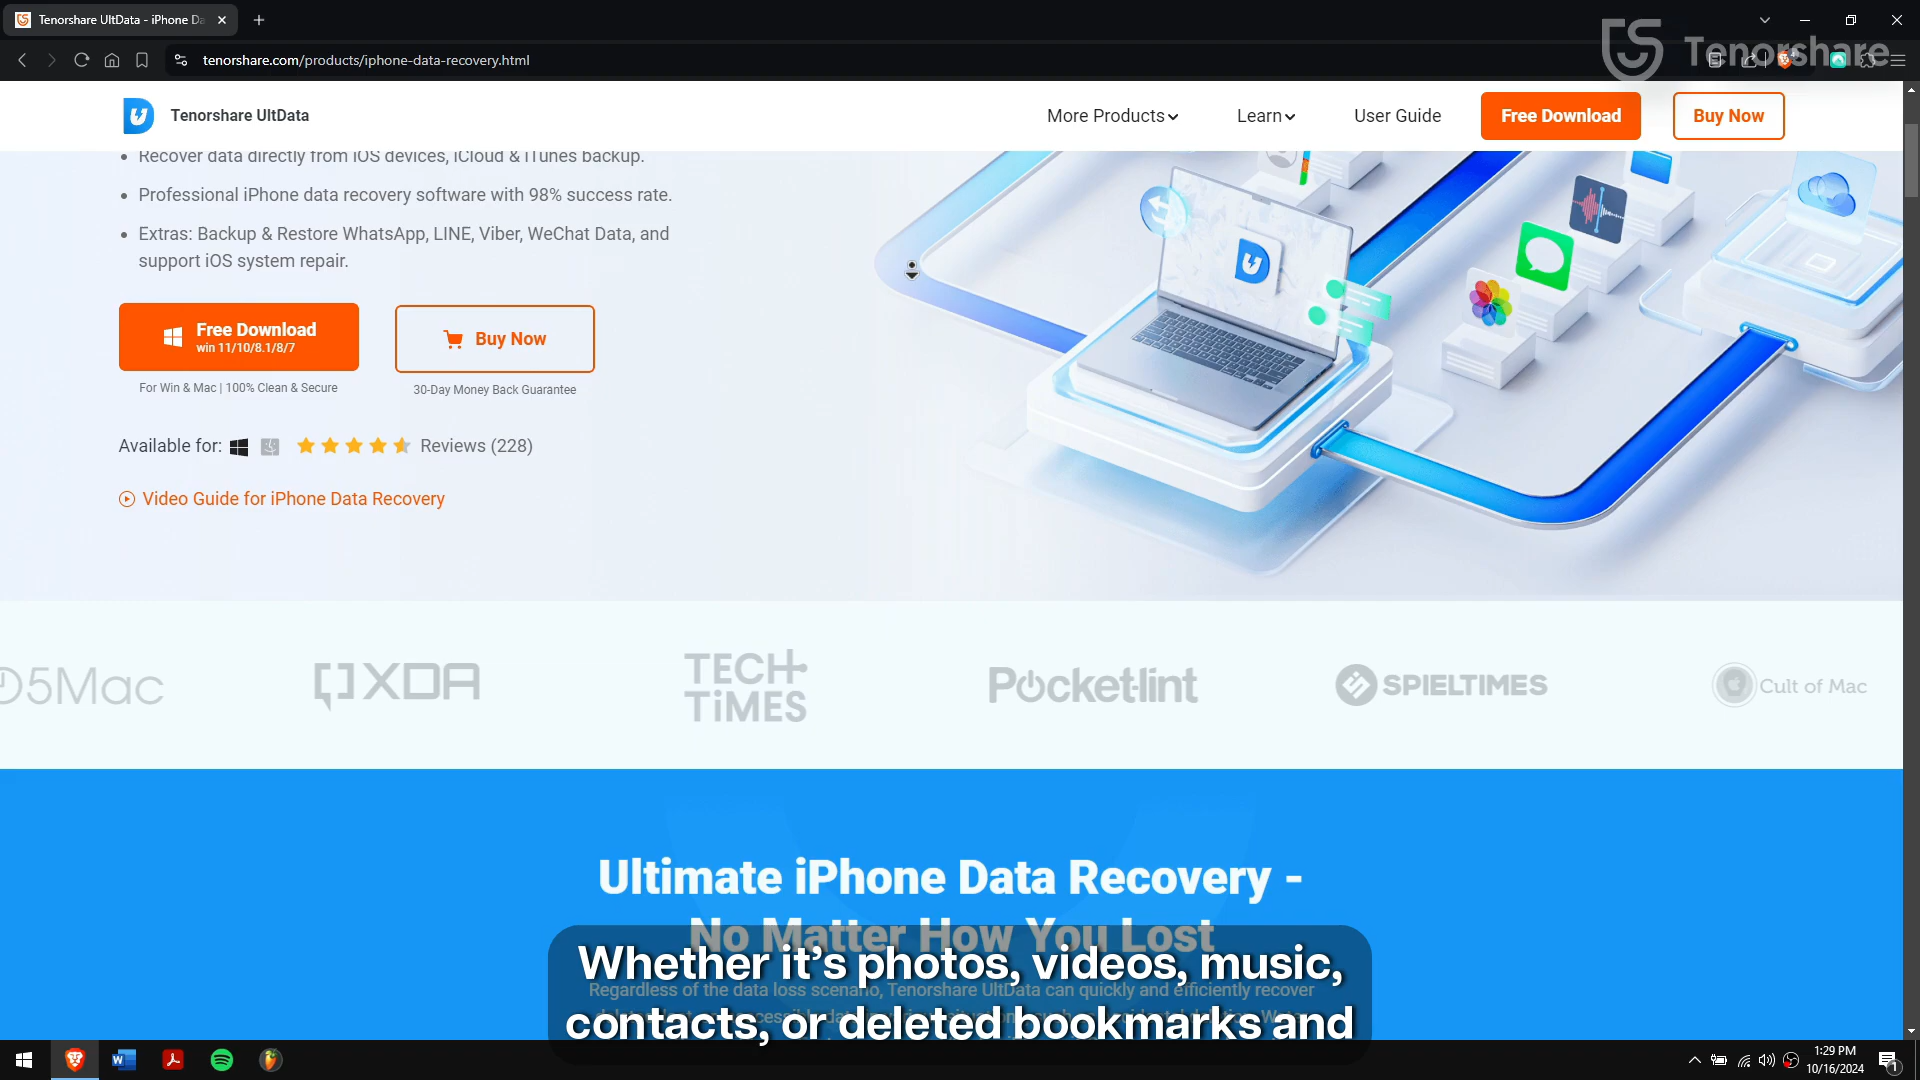 Tenorshare UltData - iPhone Da
tenorshare.com/products/iphone-data-recovery.html
Tenorshare
Tenorshare UltData
More Products
Learn
User Guide
Free Download
Buy Now
Recover data directly from iOS devices, iCloud & iTunes backup.
Professional iPhone data recovery software with 98% success rate.
Extras: Backup & Restore WhatsApp, LINE, Viber, WeChat Data, and
support iOS system repair.
Free Download
win 11/10/8.1/8/7
Buy Now
For Win & Mac | 100% Clean & Secure
30-Day Money Back Guarantee
Available for:
Reviews (228)
Video Guide for iPhone Data Recovery
5Mac
XDA
TECH
TiMES
Pocket-lint
SPIELTIMES
Cult of Mac
Ultimate iPhone Data Recovery -
No Matter How You Lost
Whether it's photos, videos, music,
Regardless of the data loss scenario, Tenorshare UltData can quickly and efficiently recover
contacts, or deleted bookmarks and
1:29 PM
10/16/2024
1